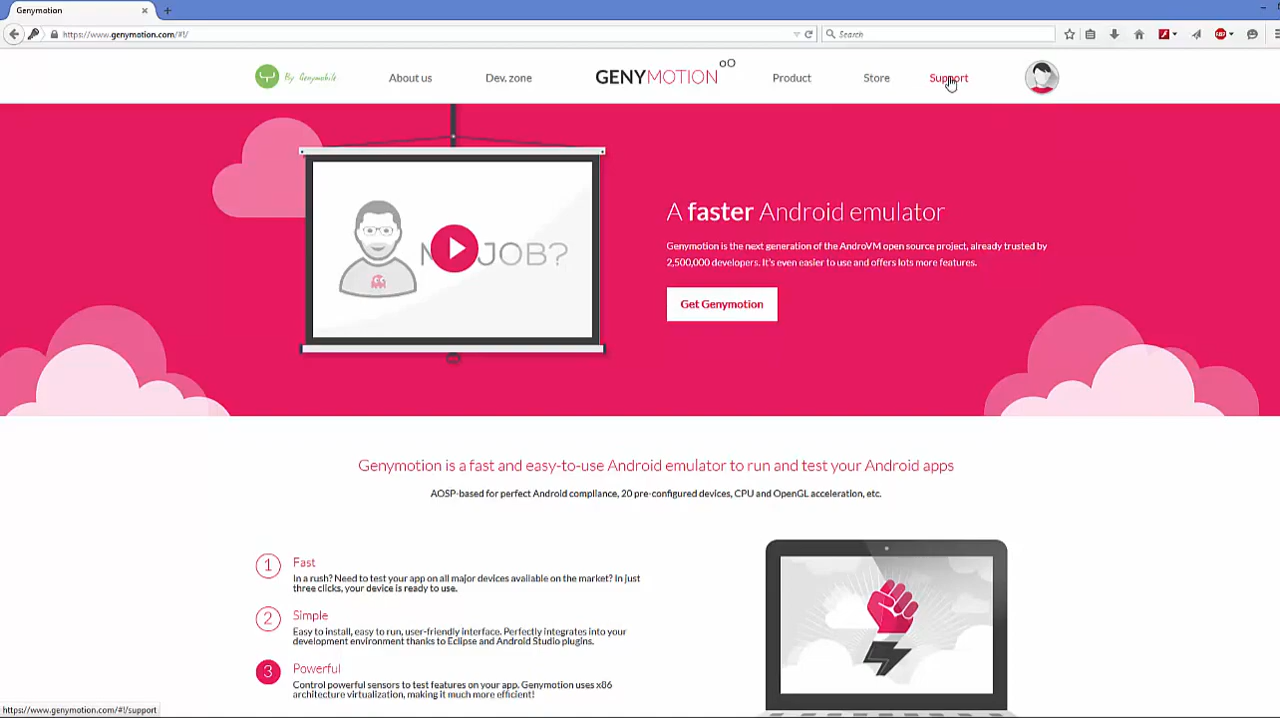 Genymotion
https://www.genymotion.com/#!/
Search
By Genymobile
About us
Dev. zone
GENYMOTION
Product
Store
Support
JOB?
A faster Android emulator
Genymotion is the next generation of the AndroVM open source project, already trusted by
2,500,000 developers. It's even easier to use and offers lots more features.
Get Genymotion
Genymotion is a fast and easy-to-use Android emulator to run and test your Android apps
AOSP-based for perfect Android compliance, 20 pre-configured devices, CPU and OpenGL acceleration, etc.
1
Fast
In a rush? Need to test your app on all major devices available on the market? In just
three clicks, your device is ready to use.
2
Simple
Easy to install, easy to run, user-friendly interface. Perfectly integrates into your
development environment thanks to Eclipse and Android Studio plugins.
3
Powerful
Control powerful sensors to test features on your app. Genymotion uses x86
architecture virtualization, making it much more efficient!
https://www.genymotion.com/#!/support